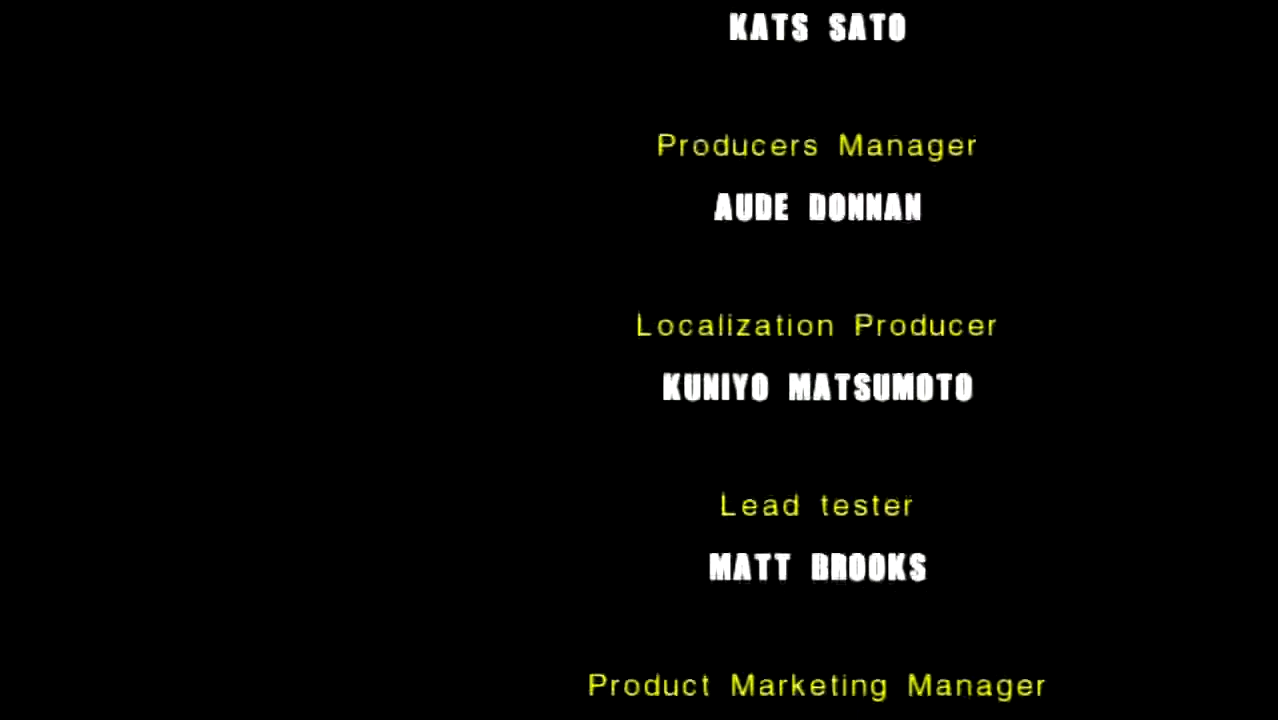 KATS SATO
Producers Manager
AUDE DONNAN
Localization Producer
KUNIYO MATSUMOTO
Lead tester
MATT BROOKS
Product Marketing Manager